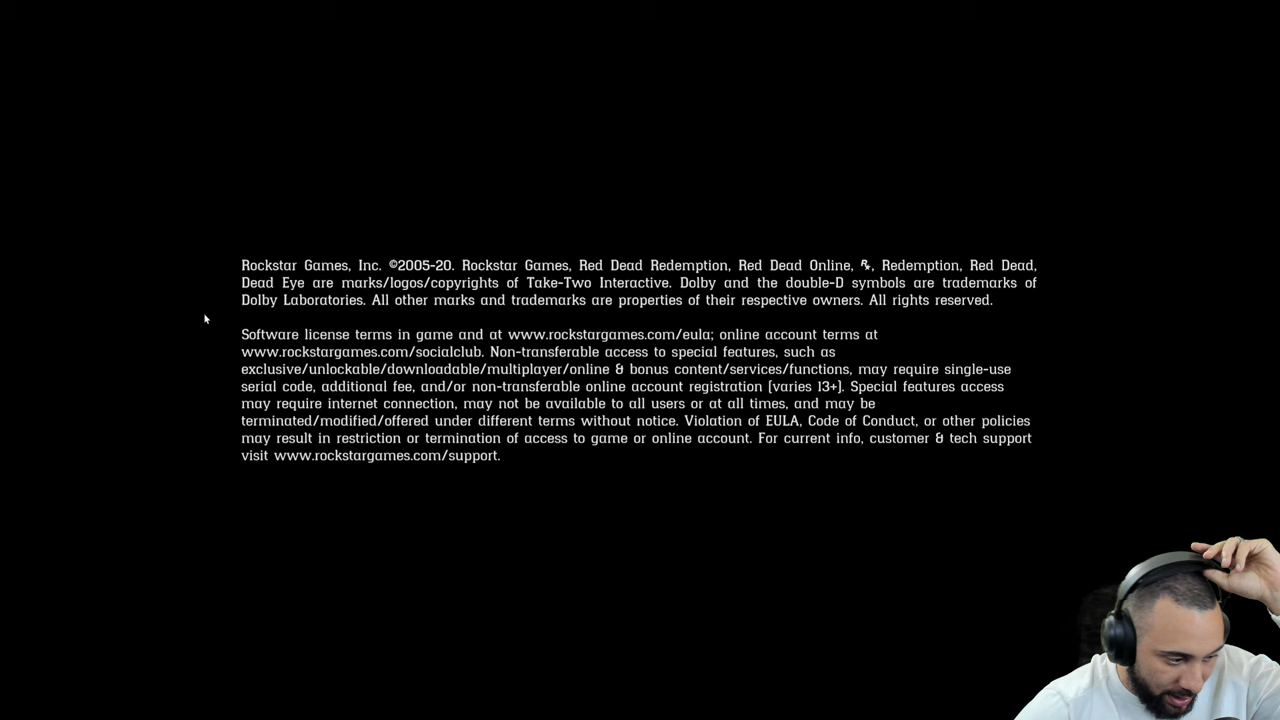 Rockstar Games, Inc. ©2005-20. Rockstar Games, Red Dead Redemption, Red Dead Online, R*, Redemption, Red Dead,
Dead Eye are marks/logos/copyrights of Take-Two Interactive. Dolby and the double-D symbols are trademarks of
Dolby Laboratories. All other marks and trademarks are properties of their respective owners. All rights reserved.
Software license terms in game and at www.rockstargames.com/eula; online account terms at
www.rockstargames.com/socialclub. Non-transferable access to special features, such as
exclusive/unlockable/downloadable/multiplayer/online & bonus content/services/functions, may require single-use
serial code, additional fee, and/or non-transferable online account registration (varies 13+). Special features access
may require internet connection, may not be available to all users or at all times, and may be
terminated/modified/offered under different terms without notice. Violation of EULA, Code of Conduct, or other policies
may result in restriction or termination of access to game or online account. For current info, customer & tech support
visit www.rockstargames.com/support.